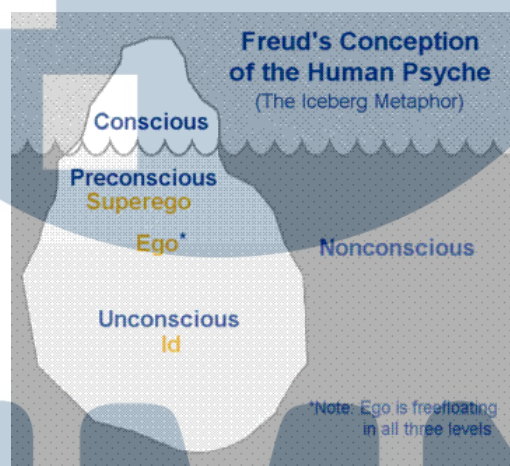 Freud's Conception
of the Human Psyche
(The Iceberg Metaphor)
Conscious
Preconscious
Superego
Ego*
Nonconscious
Unconscious
Id
*Note: Ego is freefloating
in all three levels